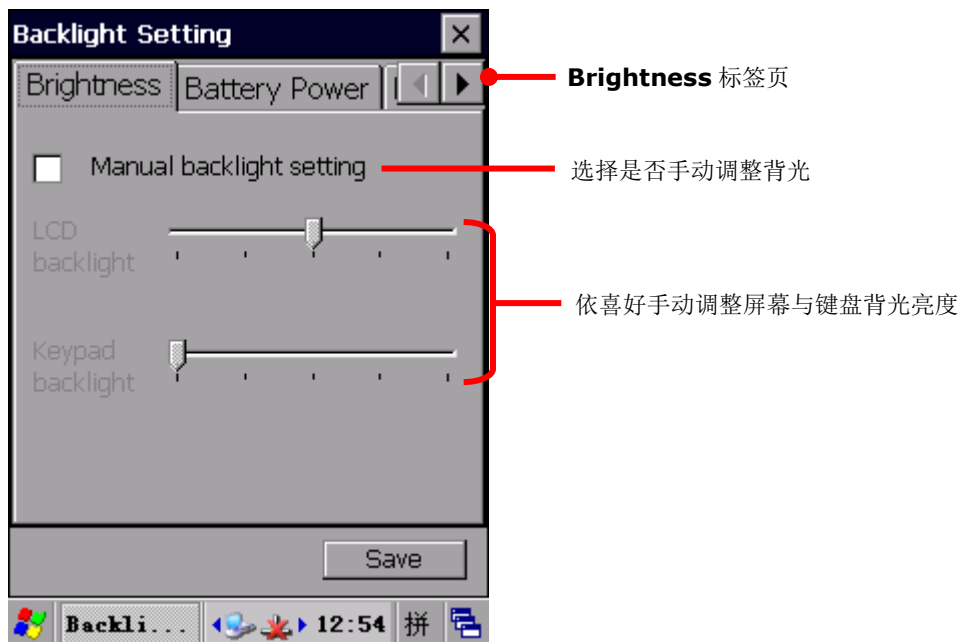 Backlight Setting
Brightness
Battery Power
Brightness 标签页
Manual backlight setting
选择是否手动调整背光
LCD
backlight
依喜好手动调整屏幕与键盘背光亮度
Keypad
backlight
Save
Backli...
12:54
拼